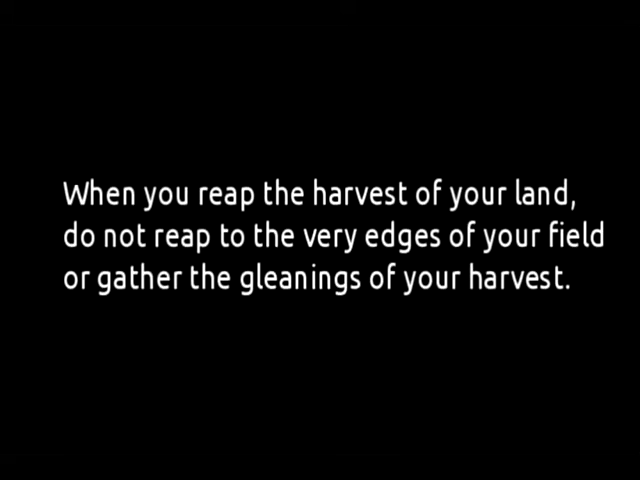 When you reap the harvest of your land,
do not reap to the very edges of your field
or gather the gleanings of your harvest.